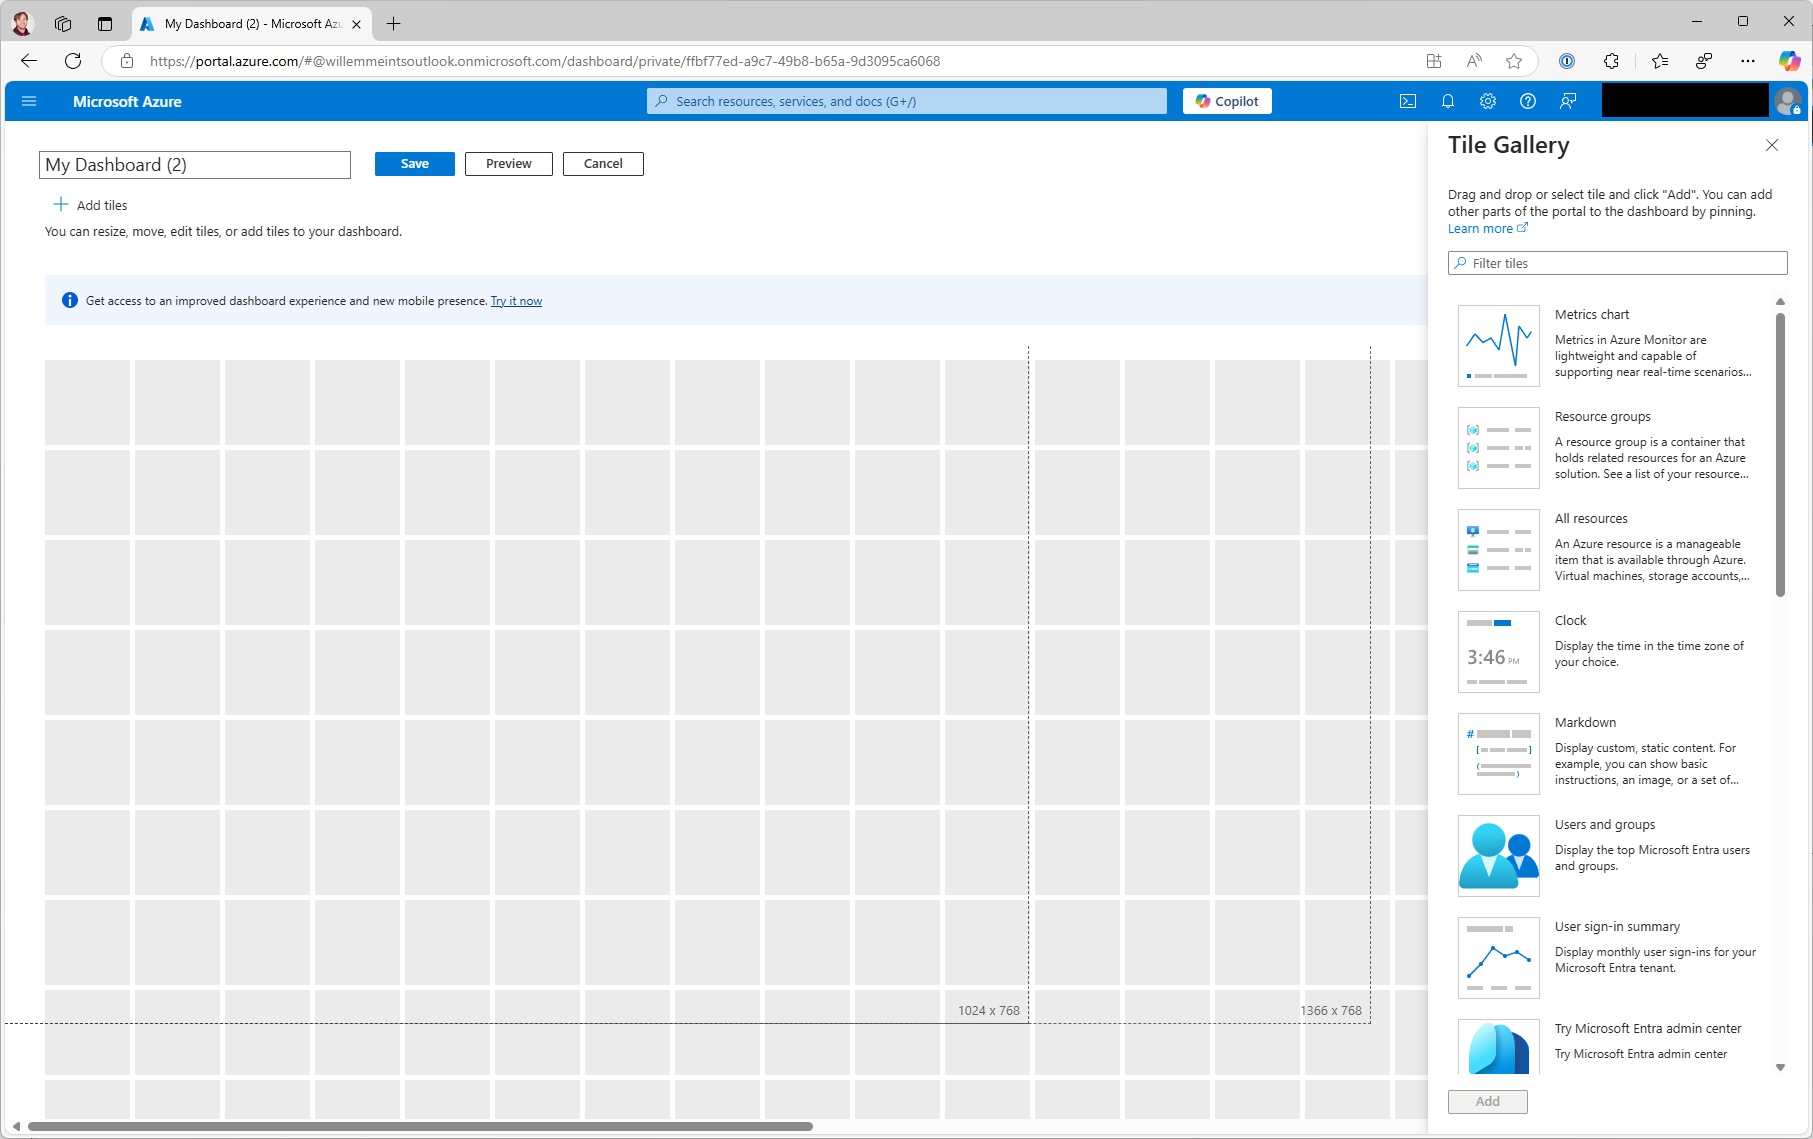 My Dashboard (2) - Microsoft Azu
https://portal.azure.com/#@willemmeintsoutlook.onmicrosoft.com/dashboard/private/ffbf77ed-a9c7-49b8-b65a-9d3095ca6068
Microsoft Azure
Search resources, services, and docs (G+/)
Copilot
My Dashboard (2)
Save
Preview
Cancel
Add tiles
You can resize, move, edit tiles, or add tiles to your dashboard.
Get access to an improved dashboard experience and new mobile presence. Try it now
1024 x 768
1366 x 768
Tile Gallery
Drag and drop or select tile and click "Add". You can add
other parts of the portal to the dashboard by pinning.
Learn more
Filter tiles
Metrics chart
Metrics in Azure Monitor are
lightweight and capable of
supporting near real-time scenarios...
Resource groups
A resource group is a container that
holds related resources for an Azure
solution. See a list of your resource...
All resources
An Azure resource is a manageable
item that is available through Azure.
Virtual machines, storage accounts,...
3:46 PM
Clock
Display the time in the time zone of
your choice.
Markdown
Display custom, static content. For
example, you can show basic
instructions, an image, or a set of...
Users and groups
Display the top Microsoft Entra users
and groups.
User sign-in summary
Display monthly user sign-ins for your
Microsoft Entra tenant.
Try Microsoft Entra admin center
Try Microsoft Entra admin center
Add